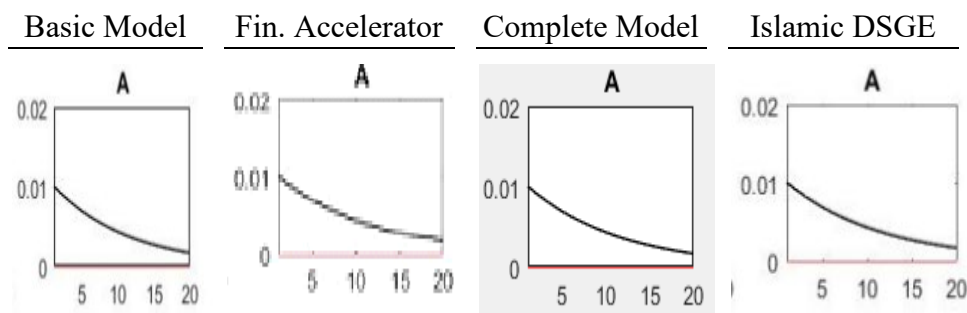 Basic Model Fin. Accelerator Complete Model Islamic DSGE
A A A A
0.02 0.02 0.02 0.02
0.01 0.01 0.01 0.01
0 0 0 0
5 10 15 20 5 10 15 20 5 10 15 20 5 10 15 20